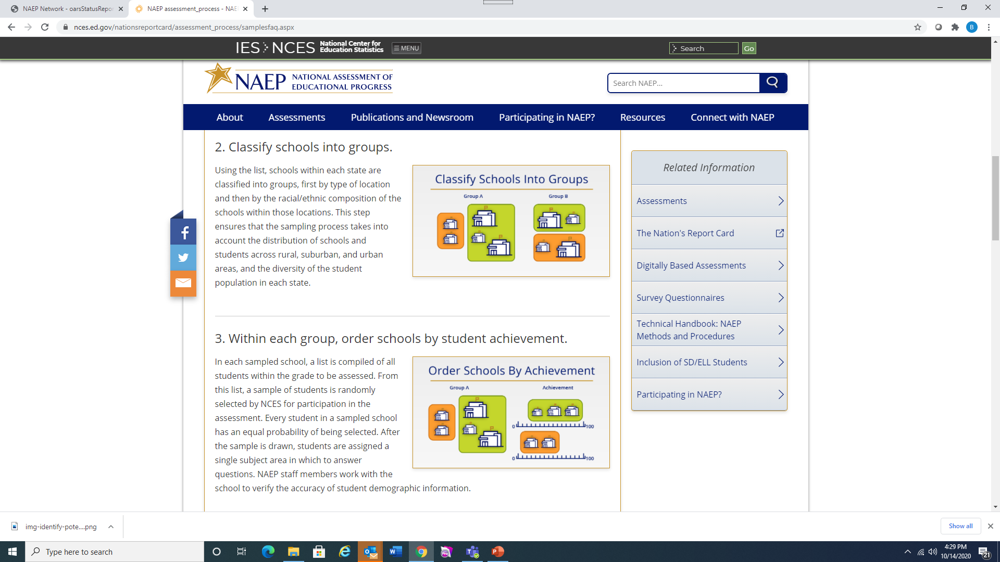 NAEP Network - oarsStatusRepor
NAEP assessment_process - NAE
nces.ed.gov/nationsreportcard/assessment_process/samplesfaq.aspx
B
IES NCES National Center for
Education Statistics
MENU
Search
Go
NAEP NATIONAL ASSESSMENT OF
EDUCATIONAL PROGRESS
Search NAEP...
About Assessments Publications and Newsroom Participating in NAEP? Resources Connect with NAEP
2. Classify schools into groups.
Using the list, schools within each state are
classified into groups, first by type of location
and then by the racial/ethnic composition of the
schools within those locations. This step
ensures that the sampling process takes into
account the distribution of schools and
students across rural, suburban, and urban
areas, and the diversity of the student
population in each state.
Classify Schools Into Groups
Group A Group B
3. Within each group, order schools by student achievement.
In each sampled school, a list is compiled of all
students within the grade to be assessed. From
this list, a sample of students is randomly
selected by NCES for participation in the
assessment. Every student in a sampled school
has an equal probability of being selected. After
the sample is drawn, students are assigned a
single subject area in which to answer
questions. NAEP staff members work with the
school to verify the accuracy of student demographic information.
Order Schools By Achievement
Group A Achievement
0 100
0 100
Related Information
Assessments
The Nation's Report Card
Digitally Based Assessments
Survey Questionnaires
Technical Handbook: NAEP
Methods and Procedures
Inclusion of SD/ELL Students
Participating in NAEP?
img-identify-pote....png
Show all
Type here to search
4:29 PM
10/14/2020
21